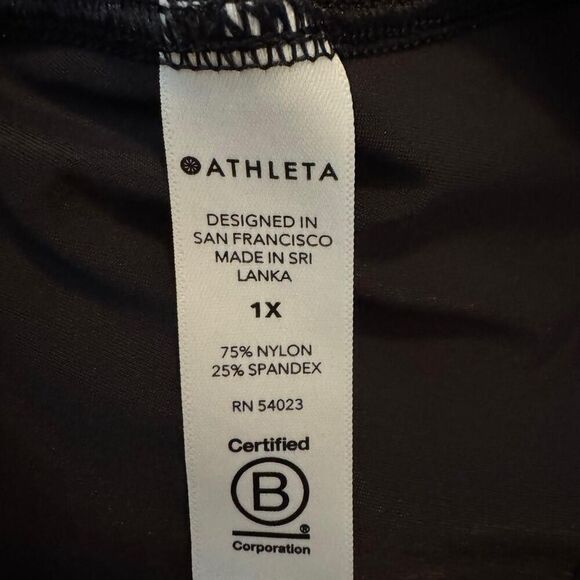 ATHLETA
DESIGNED IN
SAN FRANCISCO
MADE IN SRI
LANKA
1X
75% NYLON
25% SPANDEX
RN 54023
Certified
B
®
Corporation